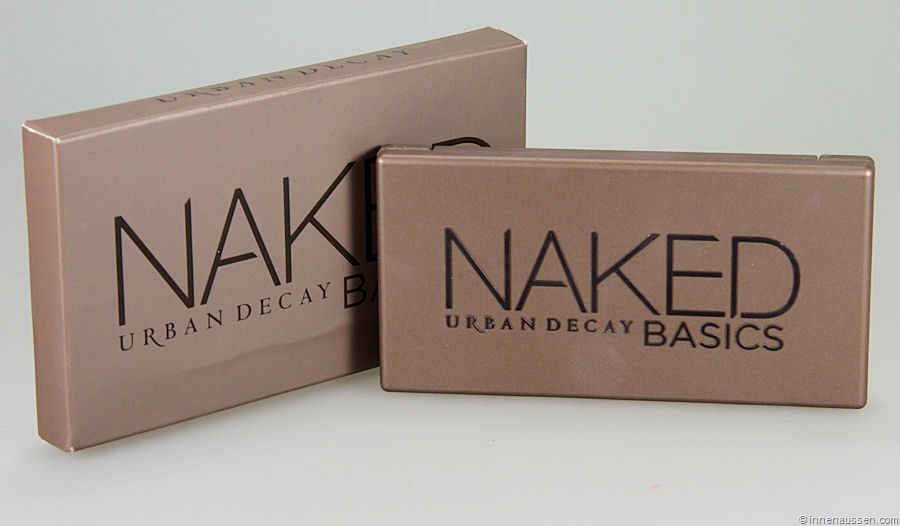 URBAN DECAY
NAKED
URBAN DECAY BA
NAKED
URBAN DECAY BASICS
© innenaussen.com